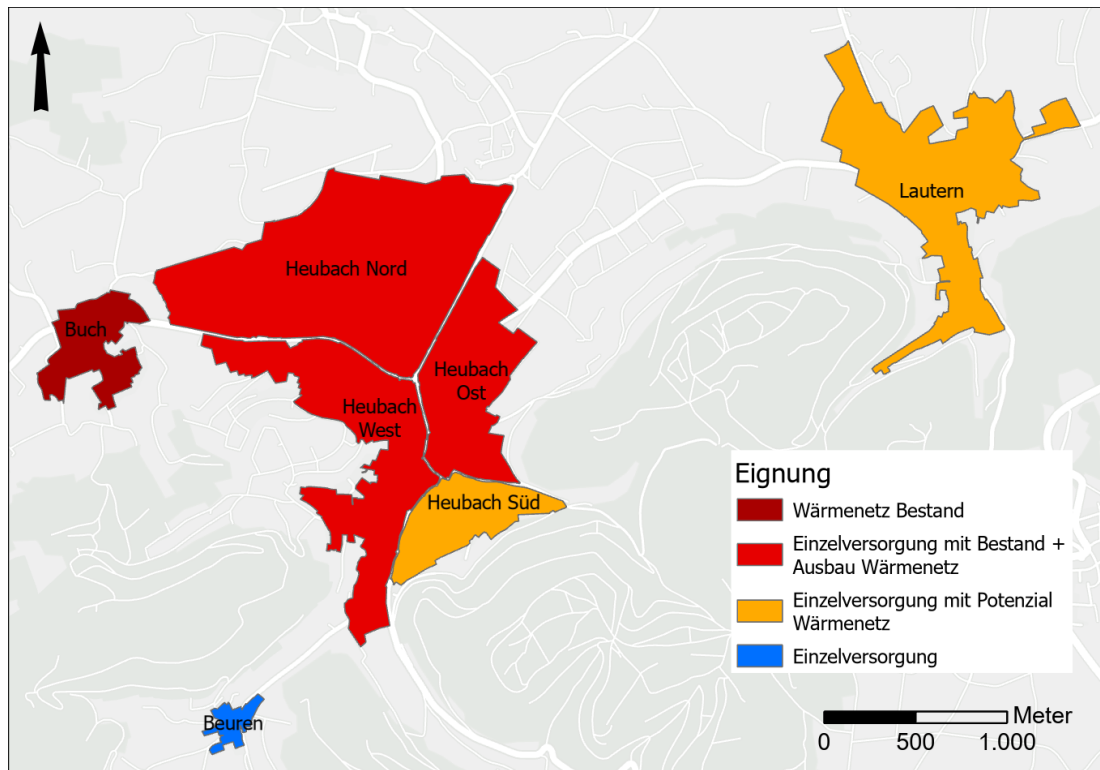 Lautern
Heubach Nord
Buch
Heubach
Ost
Heubach
West
Heubach Süd
Beuren
Eignung
Wärmenetz Bestand
Einzelversorgung mit Bestand +
Ausbau Wärmenetz
Einzelversorgung mit Potenzial
Wärmenetz
Einzelversorgung
Meter
0 500 1.000